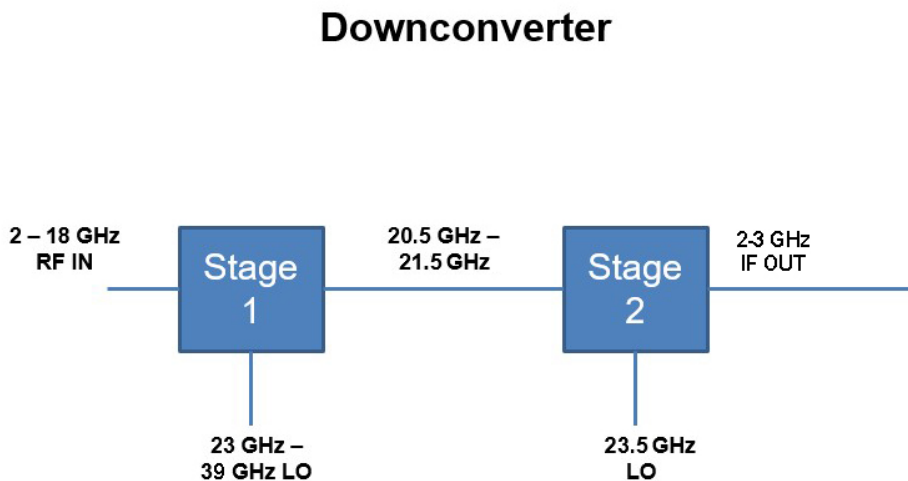 Downconverter
2 – 18 GHz
RF IN
Stage
1
20.5 GHz –
21.5 GHz
Stage
2
2-3 GHz
IF OUT
23 GHz –
39 GHz LO
23.5 GHz
LO